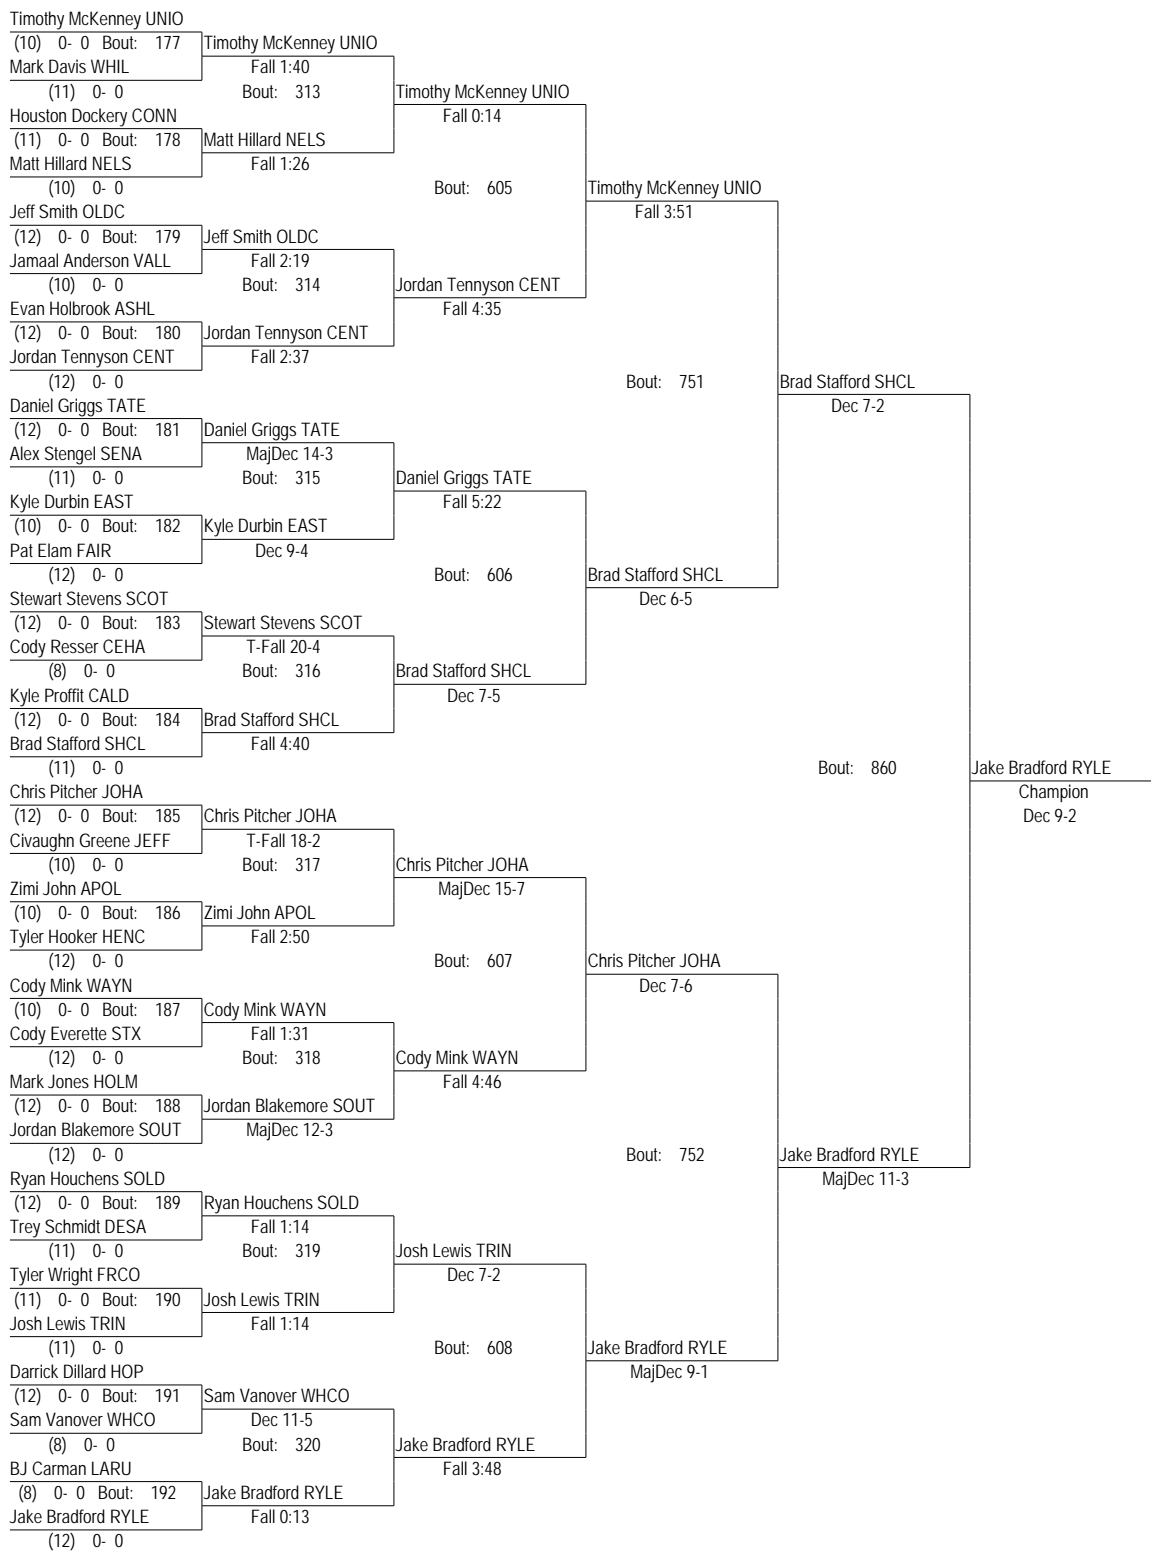 Timothy McKenney UNIO
(10) 0- 0 Bout: 177 Timothy McKenney UNIO
Mark Davis WHIL Fall 1:40
(11) 0- 0 Bout: 313 Timothy McKenney UNIO
Houston Dockery CONN Fall 0:14
(11) 0- 0 Bout: 178 Matt Hillard NELS
Matt Hillard NELS Fall 1:26
(10) 0- 0 Bout: 605 Timothy McKenney UNIO
Jeff Smith OLDC Fall 3:51
(12) 0- 0 Bout: 179 Jeff Smith OLDC
Jamaal Anderson VALL Fall 2:19
(10) 0- 0 Bout: 314 Jordan Tennyson CENT
Evan Holbrook ASHL Fall 4:35
(12) 0- 0 Bout: 180 Jordan Tennyson CENT
Jordan Tennyson CENT Fall 2:37
(12) 0- 0 Bout: 751 Brad Stafford SHCL
Daniel Griggs TATE Dec 7-2
(12) 0- 0 Bout: 181 Daniel Griggs TATE
Alex Stengel SENA MajDec 14-3
(11) 0- 0 Bout: 315 Daniel Griggs TATE
Kyle Durbin EAST Fall 5:22
(10) 0- 0 Bout: 182 Kyle Durbin EAST
Pat Elam FAIR Dec 9-4
(12) 0- 0 Bout: 606 Brad Stafford SHCL
Stewart Stevens SCOT Dec 6-5
(12) 0- 0 Bout: 183 Stewart Stevens SCOT
Cody Resser CEHA T-Fall 20-4
(8) 0- 0 Bout: 316 Brad Stafford SHCL
Kyle Proffit CALD Dec 7-5
(12) 0- 0 Bout: 184 Brad Stafford SHCL
Brad Stafford SHCL Fall 4:40
(11) 0- 0 Bout: 860 Jake Bradford RYLE
Chris Pitcher JOHA Champion
(12) 0- 0 Bout: 185 Chris Pitcher JOHA Dec 9-2
Civaughn Greene JEFF T-Fall 18-2
(10) 0- 0 Bout: 317 Chris Pitcher JOHA
Zimi John APOL MajDec 15-7
(10) 0- 0 Bout: 186 Zimi John APOL
Tyler Hooker HENC Fall 2:50
(12) 0- 0 Bout: 607 Chris Pitcher JOHA
Cody Mink WAYN Dec 7-6
(10) 0- 0 Bout: 187 Cody Mink WAYN
Cody Everette STX Fall 1:31
(12) 0- 0 Bout: 318 Cody Mink WAYN
Mark Jones HOLM Fall 4:46
(12) 0- 0 Bout: 188 Jordan Blakemore SOUT
Jordan Blakemore SOUT MajDec 12-3
(12) 0- 0 Bout: 752 Jake Bradford RYLE
Ryan Houchens SOLD MajDec 11-3
(12) 0- 0 Bout: 189 Ryan Houchens SOLD
Trey Schmidt DESA Fall 1:14
(11) 0- 0 Bout: 319 Josh Lewis TRIN
Tyler Wright FRCO Dec 7-2
(11) 0- 0 Bout: 190 Josh Lewis TRIN
Josh Lewis TRIN Fall 1:14
(11) 0- 0 Bout: 608 Jake Bradford RYLE
Darrick Dillard HOP MajDec 9-1
(12) 0- 0 Bout: 191 Sam Vanover WHCO
Sam Vanover WHCO Dec 11-5
(8) 0- 0 Bout: 320 Jake Bradford RYLE
BJ Carman LARU Fall 3:48
(8) 0- 0 Bout: 192 Jake Bradford RYLE
Jake Bradford RYLE Fall 0:13
(12) 0- 0